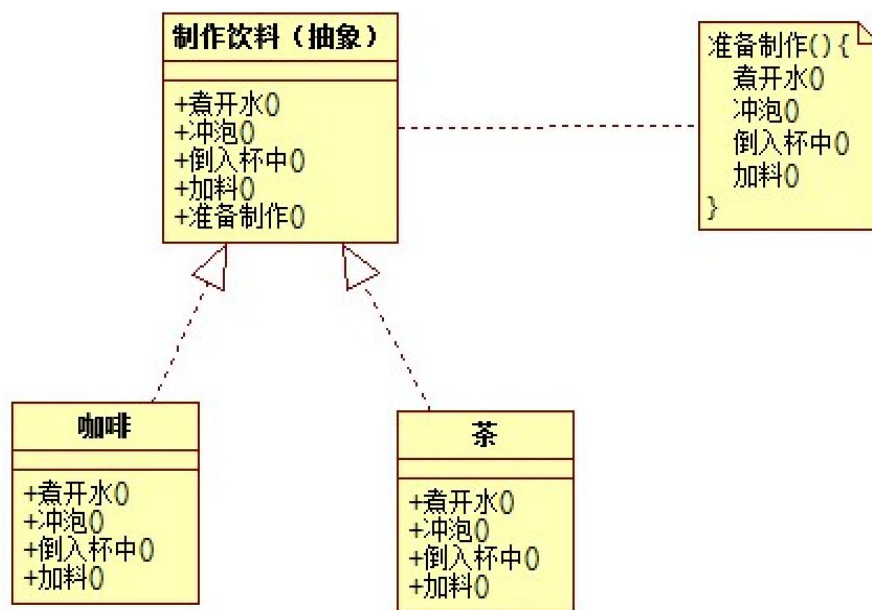 制作饮料（抽象）
+煮开水()
+冲泡()
+倒入杯中()
+加料()
+准备制作()
准备制作(){
煮开水()
冲泡()
倒入杯中()
加料()
}
咖啡
+煮开水()
+冲泡()
+倒入杯中()
+加料()
茶
+煮开水()
+冲泡()
+倒入杯中()
+加料()